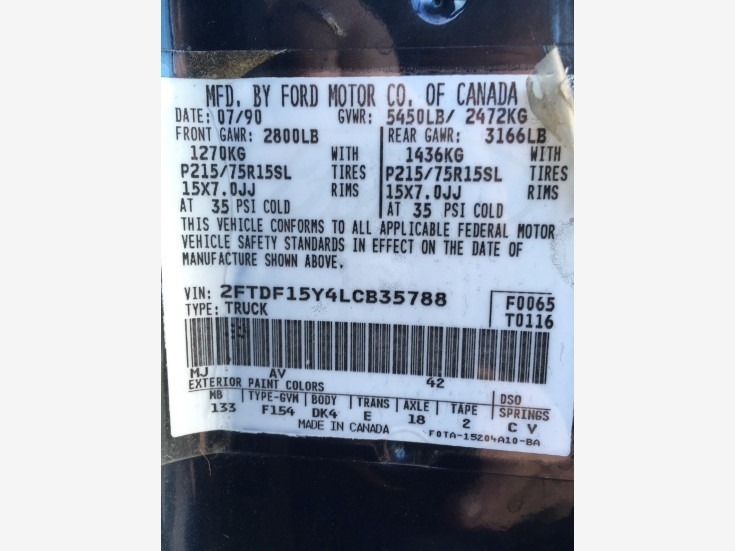 MFD. BY FORD MOTOR CO. OF CANADA
DATE: 07/90 GVWR: 5450LB/ 2472KG
FRONT GAWR: 2800LB REAR GAWR: 3166LB
1270KG WITH 1436KG WITH
P215/75R15SL TIRES P215/75R15SL TIRES
15X7.0JJ RIMS 15X7.0JJ RIMS
AT 35 PSI COLD AT 35 PSI COLD
THIS VEHICLE CONFORMS TO ALL APPLICABLE FEDERAL MOTOR
VEHICLE SAFETY STANDARDS IN EFFECT ON THE DATE OF
MANUFACTURE SHOWN ABOVE.
VIN: 2FTDF15Y4LCB35788 F0065
TYPE: TRUCK T0116
MJ AV 42
EXTERIOR PAINT COLORS DSO
WB TYPE-GVW BODY TRANS AXLE TAPE SPRINGS
133 F154 DK4 E 18 2 C V
MADE IN CANADA F0TA-15204A10-BA